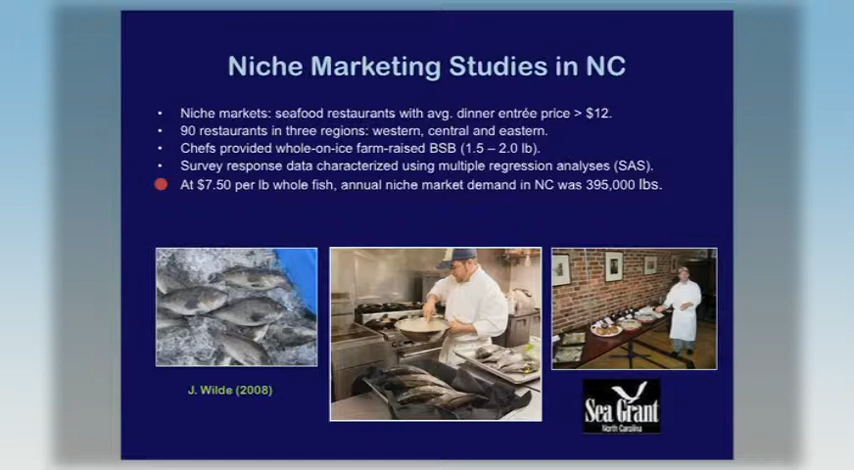 Niche Marketing Studies in NC
• Niche markets: seafood restaurants with avg. dinner entrée price > $12.
• 90 restaurants in three regions: western, central and eastern.
• Chefs provided whole-on-ice farm-raised BSB (1.5 – 2.0 lb).
• Survey response data characterized using multiple regression analyses (SAS).
At $7.50 per lb whole fish, annual niche market demand in NC was 395,000 lbs.
J. Wilde (2008)
Sea Grant
North Carolina